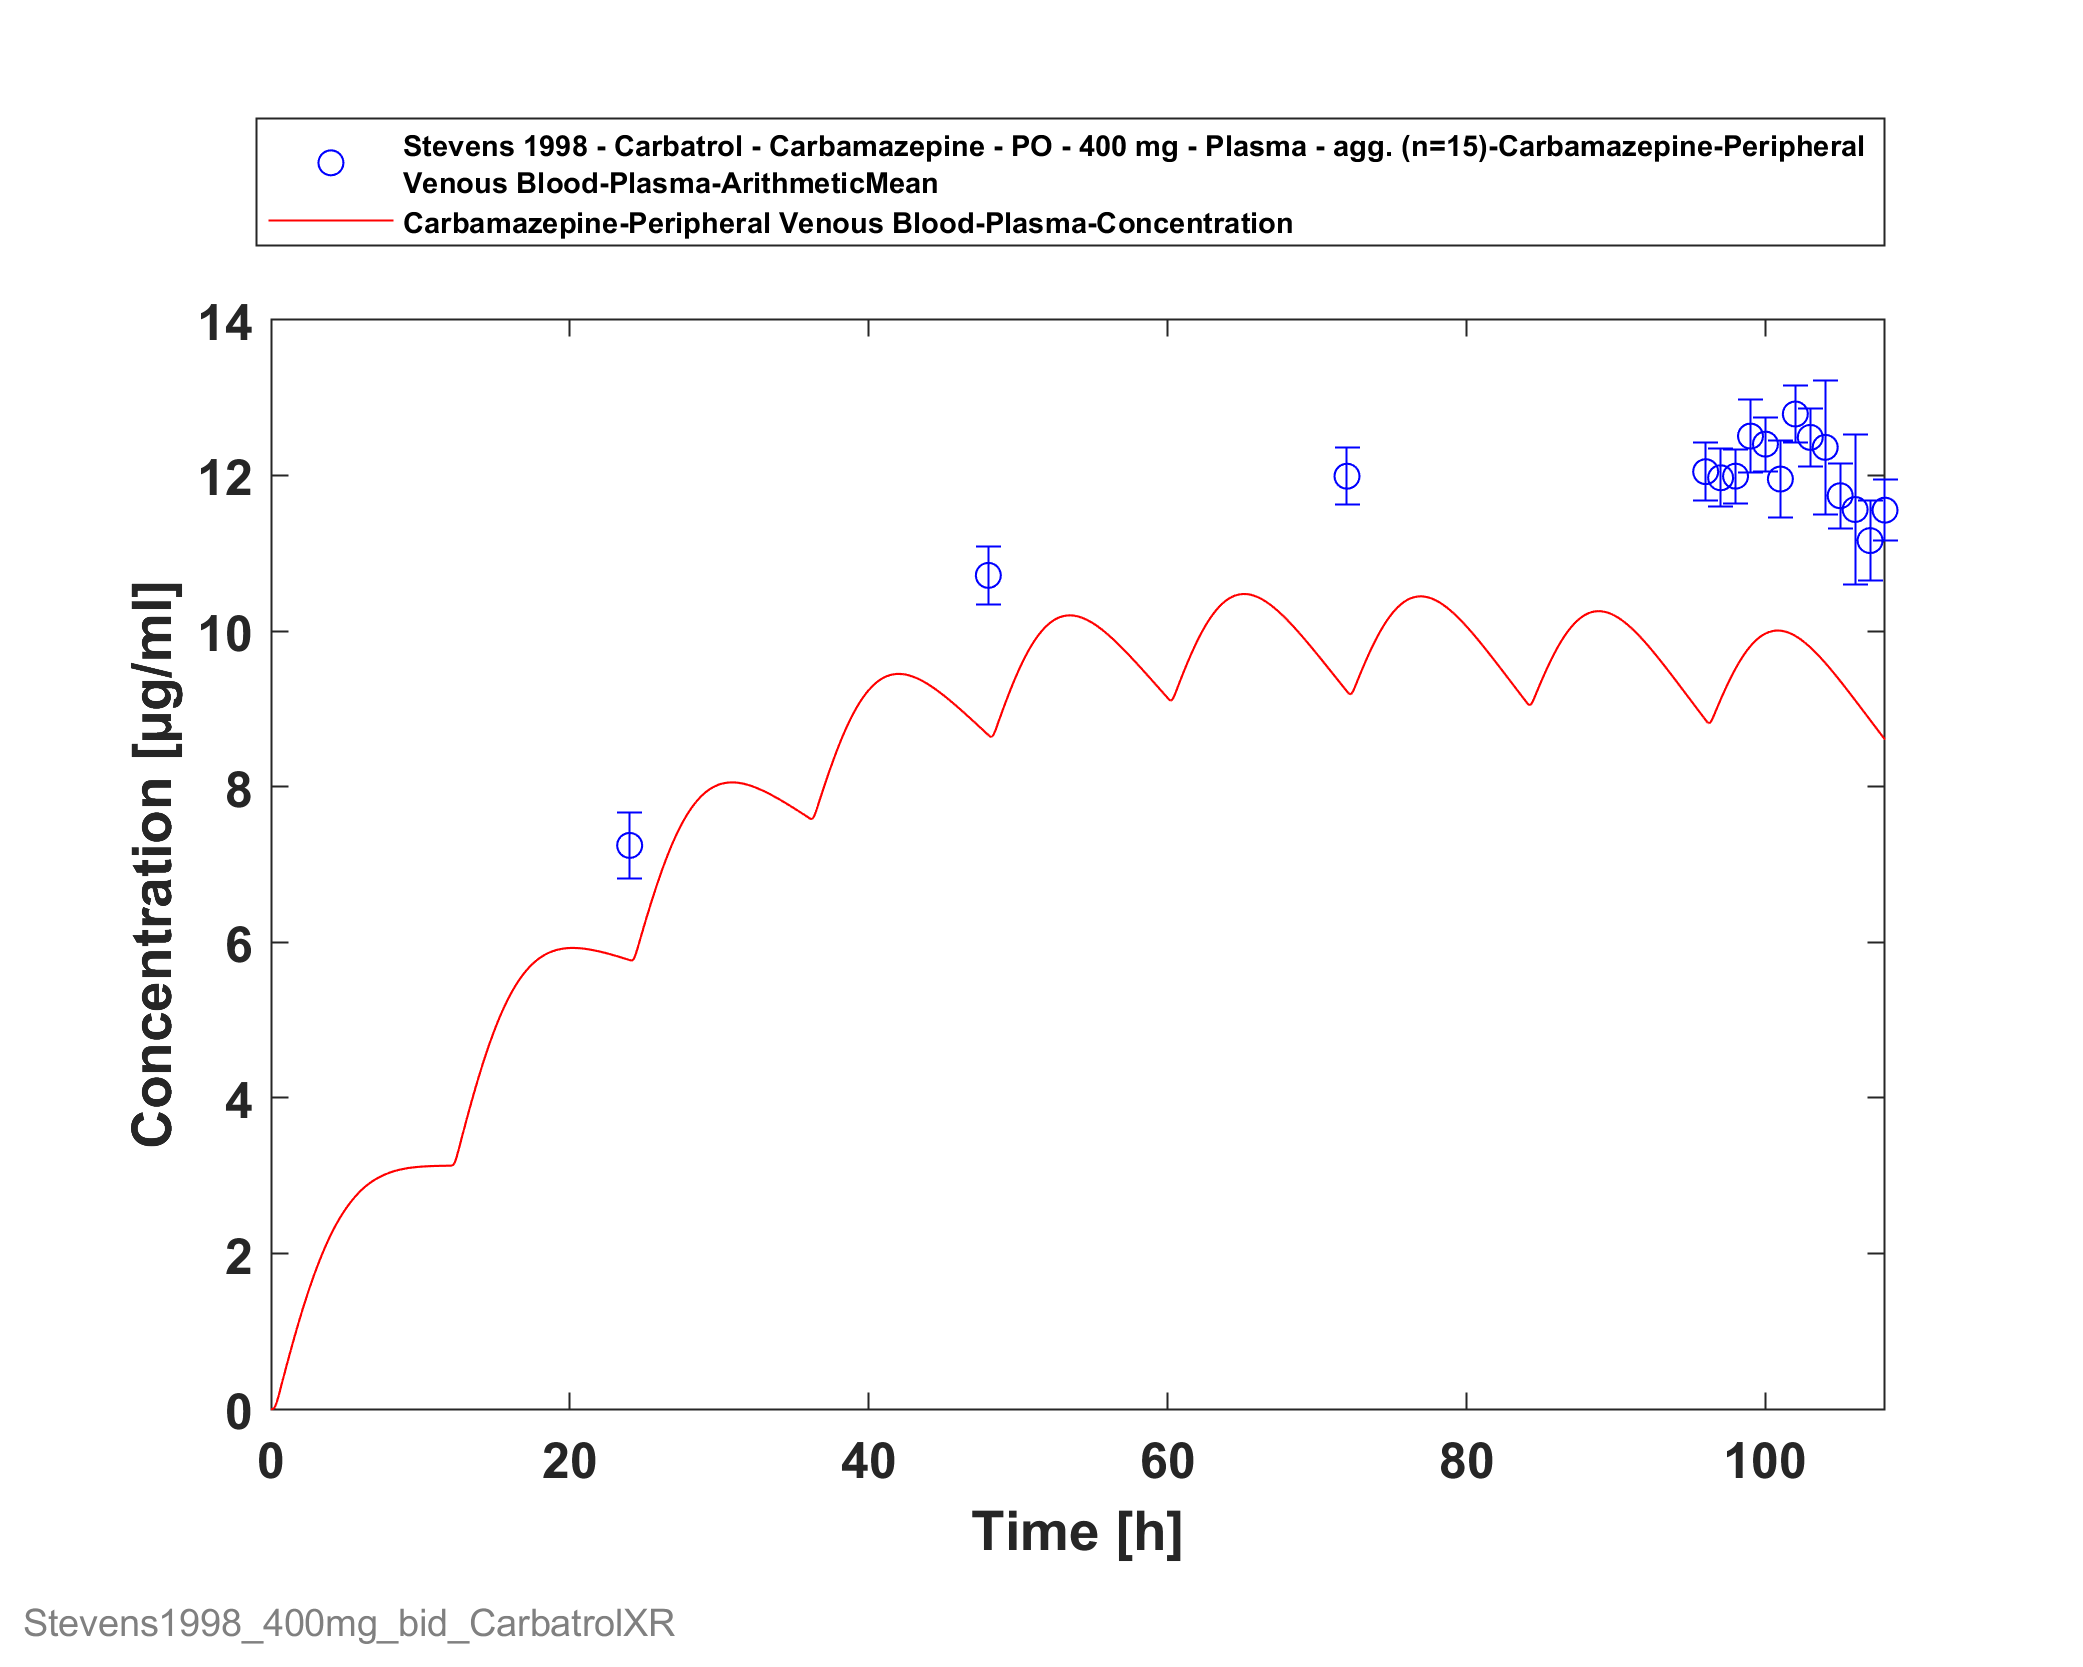 Stevens 1998 - Carbatrol - Carbamazepine - PO - 400 mg - Plasma - agg. (n=15)-Carbamazepine-Peripheral
Venous Blood-Plasma-ArithmeticMean
Carbamazepine-Peripheral Venous Blood-Plasma-Concentration
14
12
10
8
6
4
2
0
Concentration [µg/ml]
0 20 40 60 80 100
Time [h]
Stevens1998_400mg_bid_CarbatrolXR